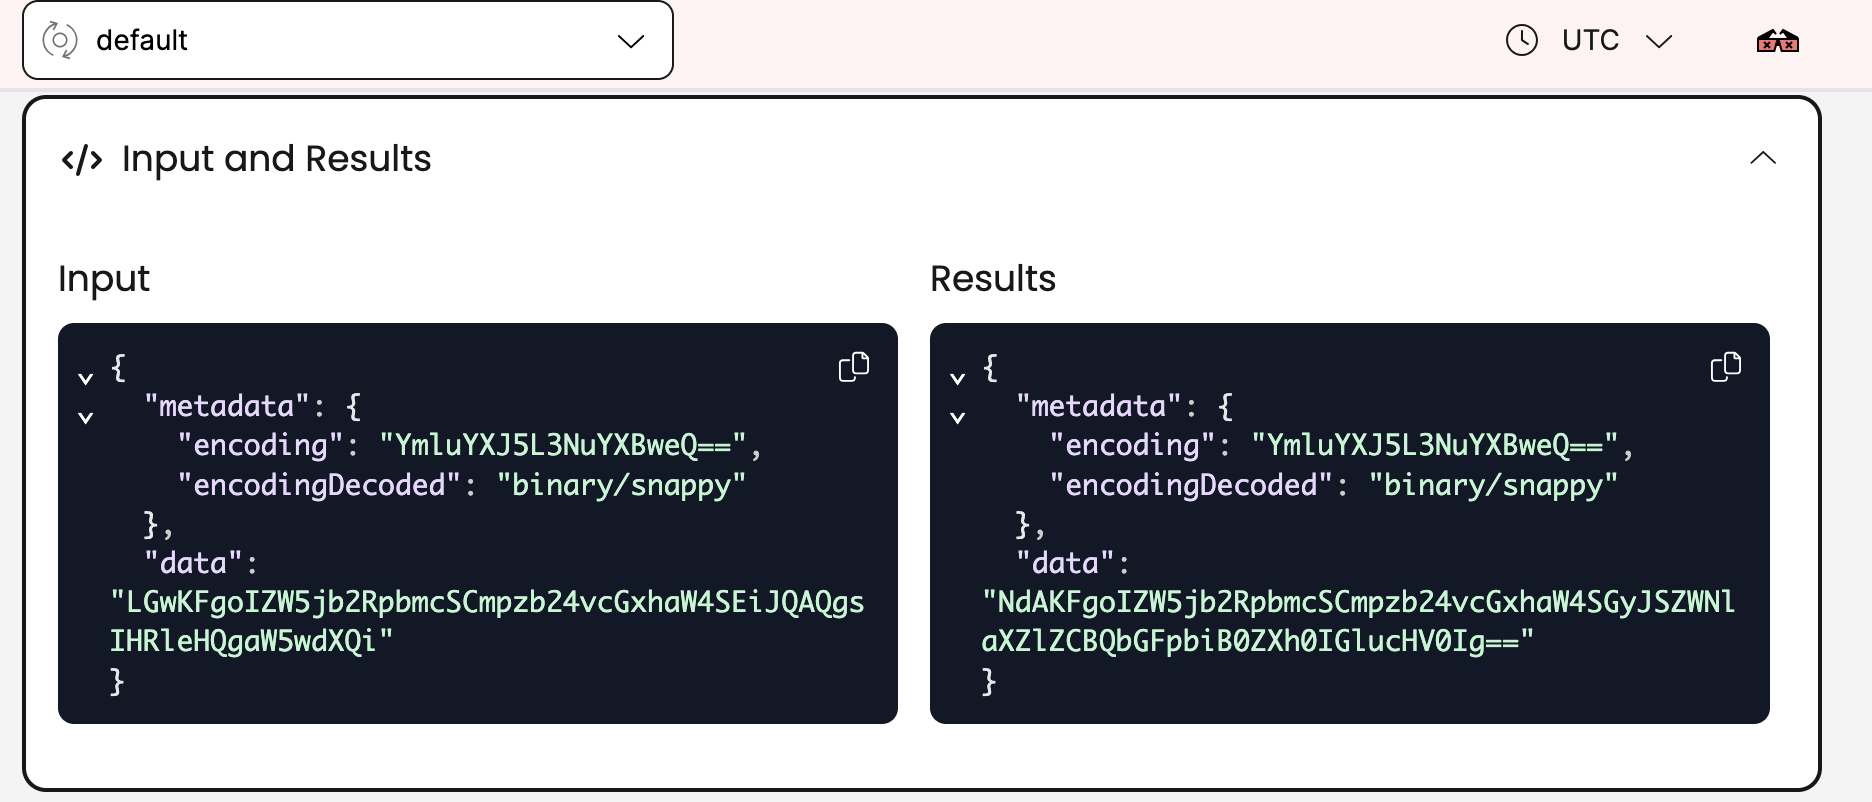 default
UTC
</> Input and Results
Input
{
"metadata": {
"encoding": "YmluYXJ5L3NuYXBweQ==",
"encodingDecoded": "binary/snappy"
},
"data":
"LGwKFgoIZW5jb2RpbmcSCmpzb24vcGxhaW4SEiJQAQgs
IHRleHQgaW5wdXQi"
}
Results
{
"metadata": {
"encoding": "YmluYXJ5L3NuYXBweQ==",
"encodingDecoded": "binary/snappy"
},
"data":
"NdAKFgoIZW5jb2RpbmcSCmpzb24vcGxhaW4SGyJSZWNl
aXZlZCBQbGFpbiB0ZXh0IGlucHV0Ig=="
}